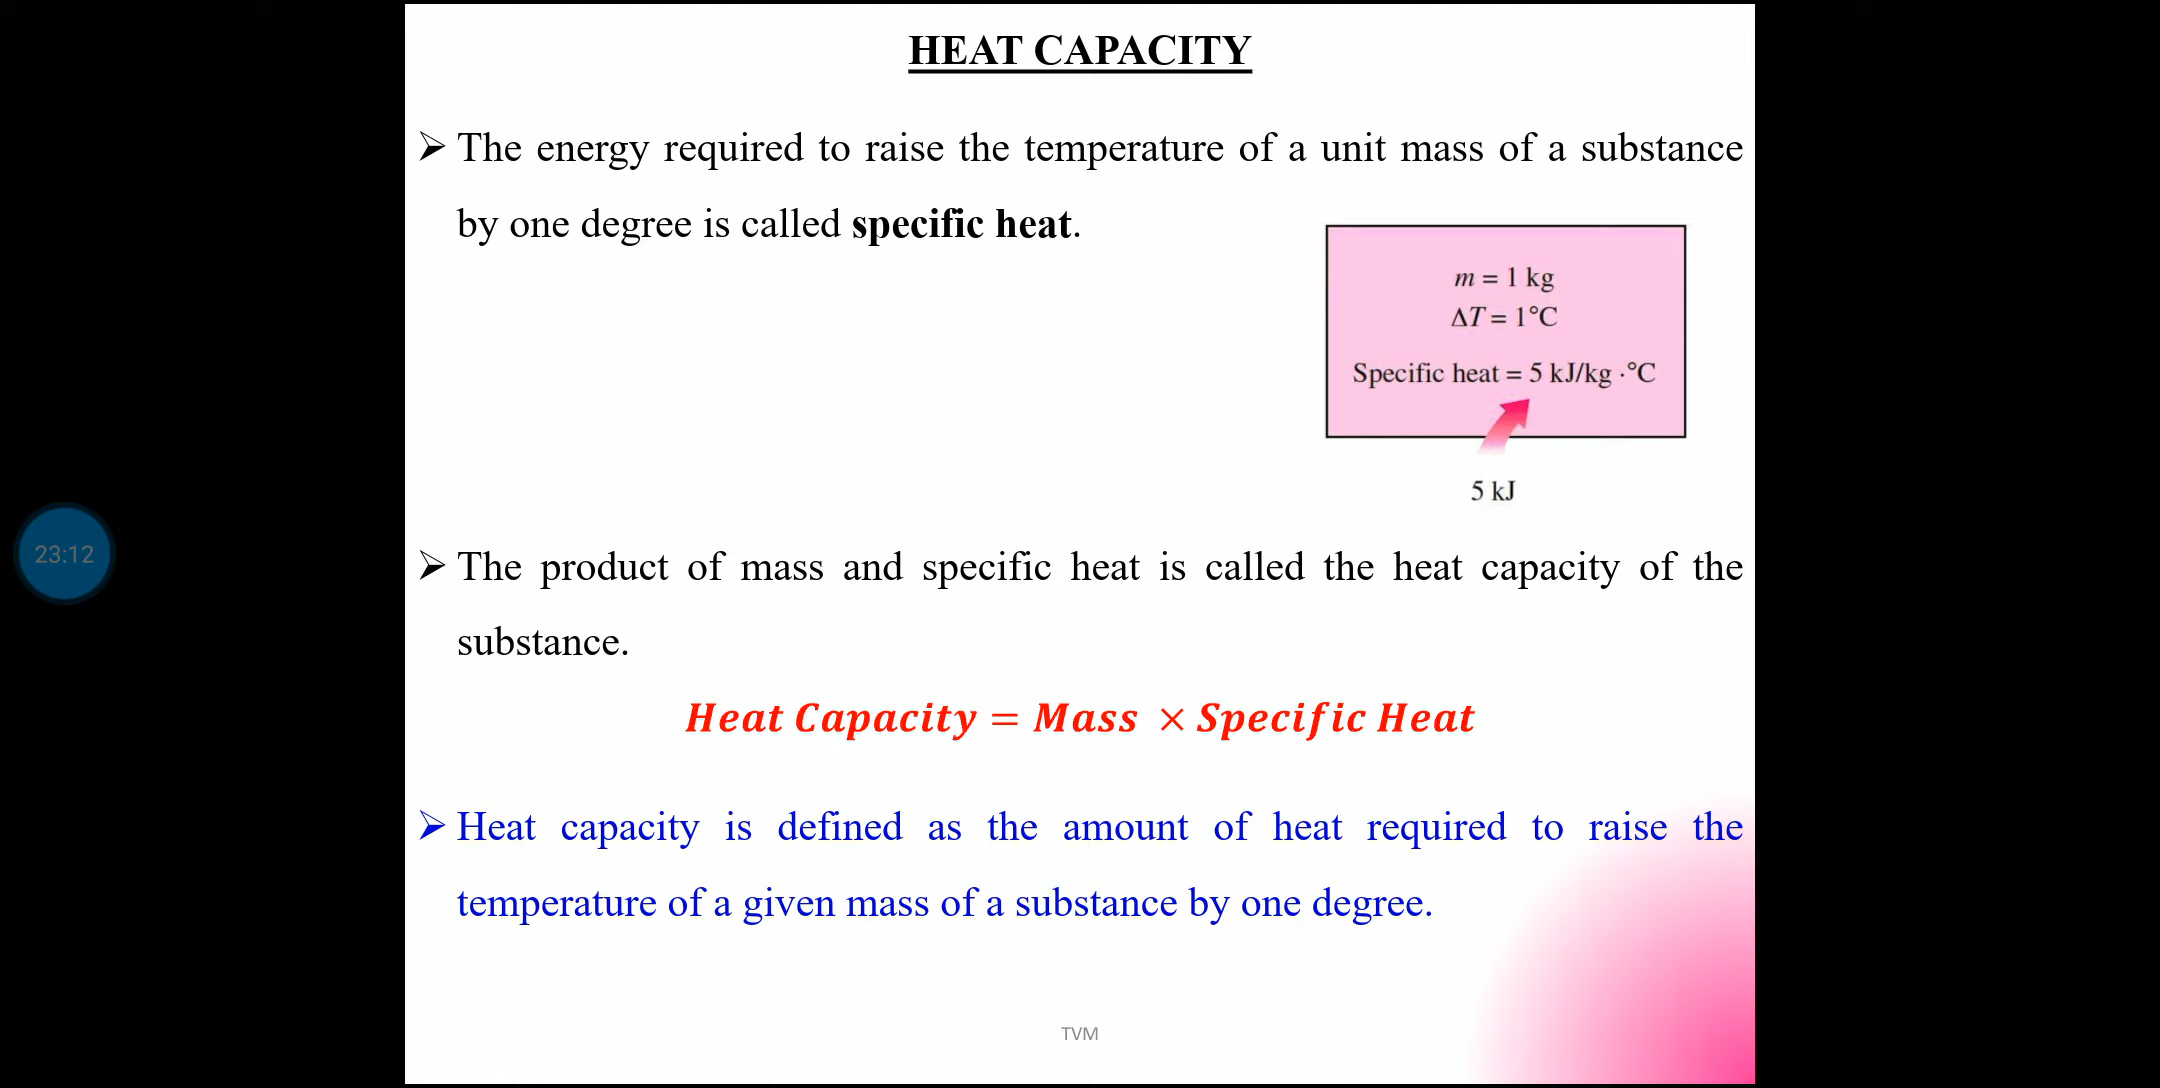 HEAT CAPACITY
➢ The energy required to raise the temperature of a unit mass of a substance
by one degree is called specific heat.
m = 1 kg
ΔT = 1°C
Specific heat = 5 kJ/kg ·°C
5 kJ
23:12
➢ The product of mass and specific heat is called the heat capacity of the
substance.
Heat Capacity = Mass × Specific Heat
➢ Heat capacity is defined as the amount of heat required to raise the
temperature of a given mass of a substance by one degree.
TVM